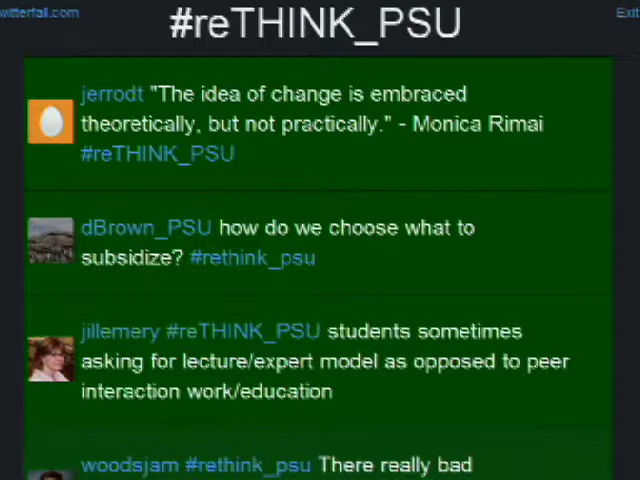 witterfall.com
#reTHINK_PSU
Exit
jerrodt "The idea of change is embraced
theoretically, but not practically." - Monica Rimai
#reTHINK_PSU
dBrown_PSU how do we choose what to
subsidize? #rethink_psu
jillemery #reTHINK_PSU students sometimes
asking for lecture/expert model as opposed to peer
interaction work/education
woodsjam #rethink_psu There really bad